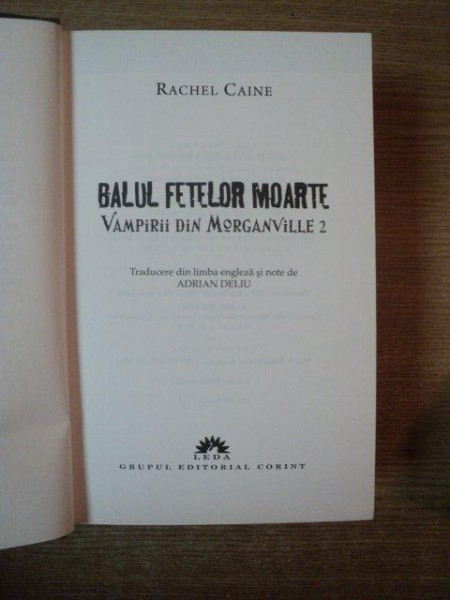 RACHEL CAINE
BALUL FETELOR MOARTE
VAMPIRII DIN MORGANVILLE 2
Traducere din limba engleză și note de
ADRIAN DELIU
LEDA
GRUPUL EDITORIAL CORINT